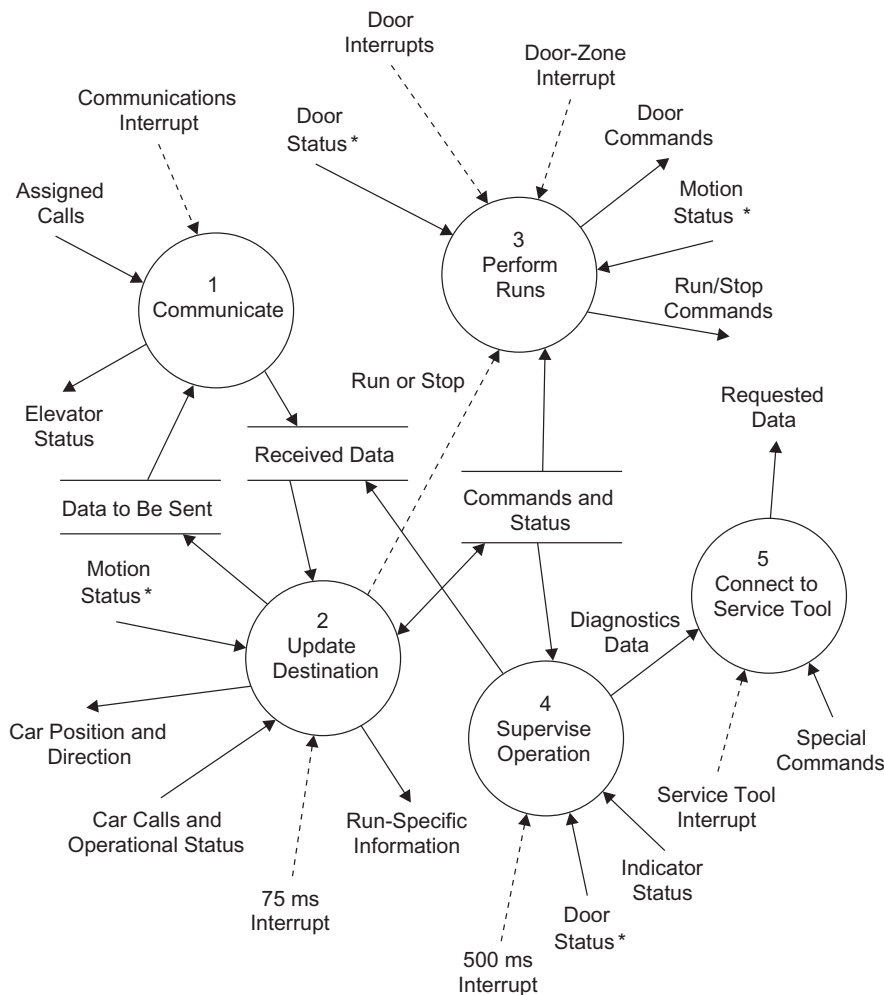 Door
Interrupts
Door-Zone
Interrupt
Communications
Interrupt
Door
Status *
Door
Commands
Assigned
Calls
Motion
Status *
1
Communicate
3
Perform
Runs
Run/Stop
Commands
Elevator
Status
Run or Stop
Requested
Data
Received Data
Data to Be Sent
Commands and
Status
Motion
Status *
5
Connect to
Service Tool
2
Update
Destination
Diagnostics
Data
4
Supervise
Operation
Car Position and
Direction
Special
Commands
Car Calls and
Operational Status
Run-Specific
Information
Service Tool
Interrupt
Indicator
Status
75 ms
Interrupt
Door
Status *
500 ms
Interrupt